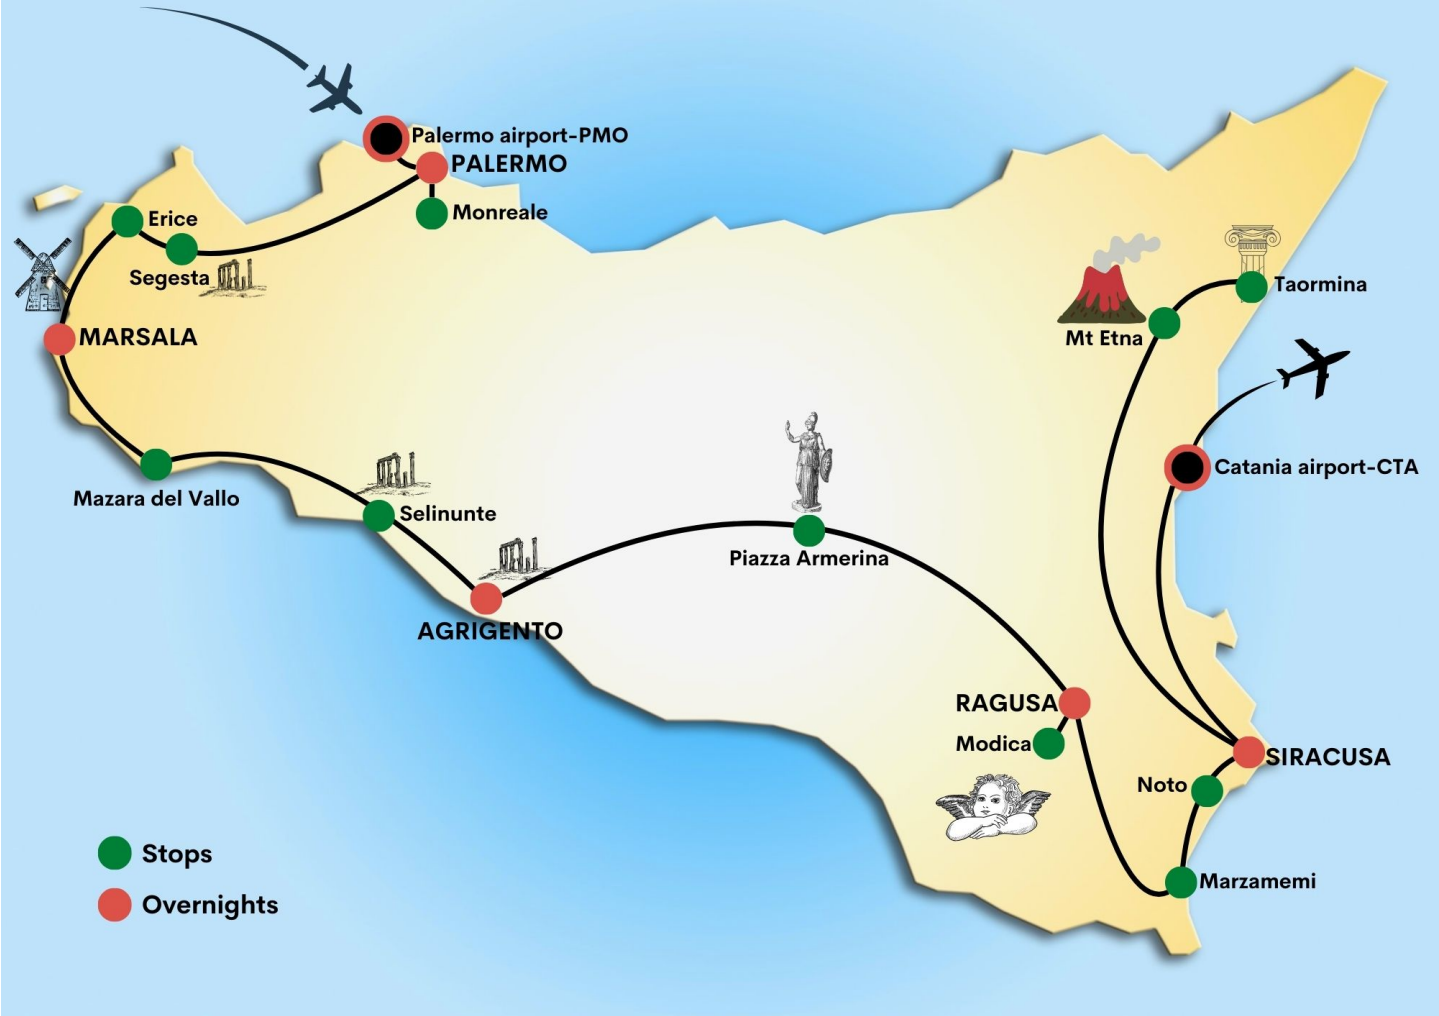 Palermo airport-PMO
PALERMO
Monreale
Erice
Segesta
MARSALA
Mazara del Vallo
Selinunte
AGRIGENTO
Piazza Armerina
Mt Etna
Taormina
Catania airport-CTA
RAGUSA
Modica
SIRACUSA
Noto
Marzamemi
Stops
Overnights